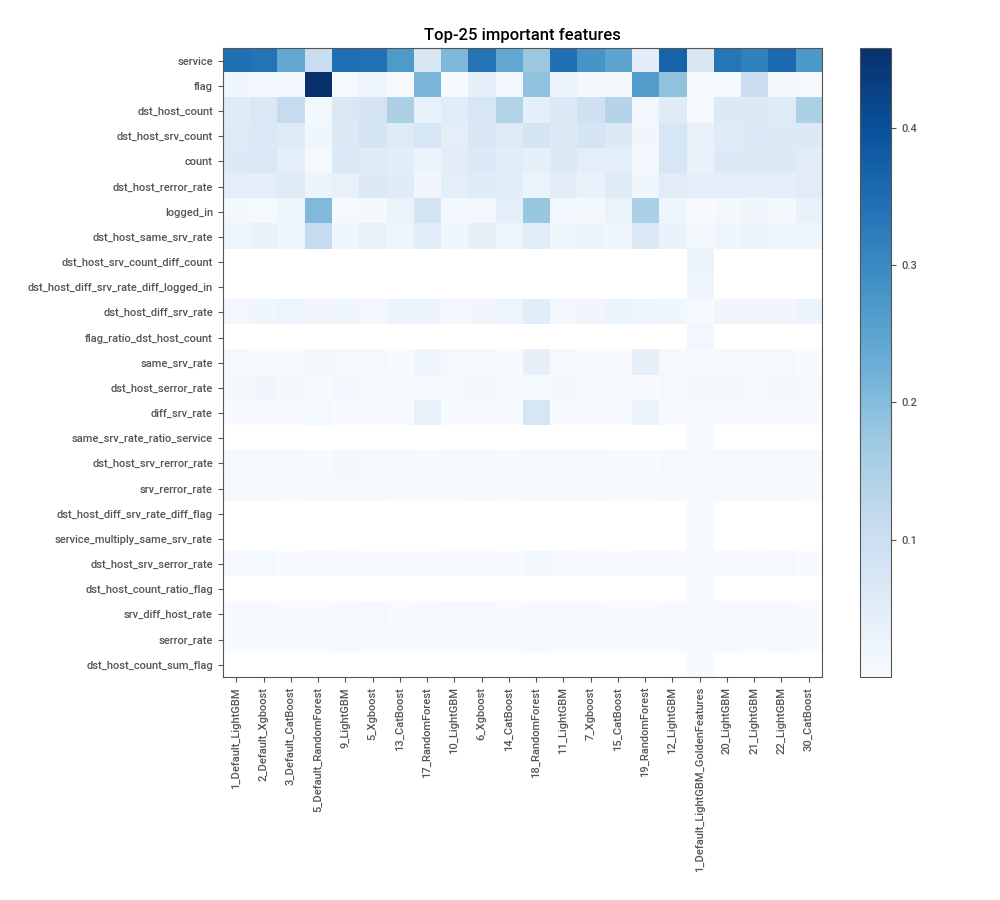 Top-25 important features
service
flag
dst_host_count
dst_host_srv_count
count
dst_host_rerror_rate
logged_in
dst_host_same_srv_rate
dst_host_srv_count_diff_count
dst_host_diff_srv_rate_diff_logged_in
dst_host_diff_srv_rate
flag_ratio_dst_host_count
same_srv_rate
dst_host_serror_rate
diff_srv_rate
same_srv_rate_ratio_service
dst_host_srv_rerror_rate
srv_rerror_rate
dst_host_diff_srv_rate_diff_flag
service_multiply_same_srv_rate
dst_host_srv_serror_rate
dst_host_count_ratio_flag
srv_diff_host_rate
serror_rate
dst_host_count_sum_flag
1_Default_LightGBM
2_Default_Xgboost
3_Default_CatBoost
5_Default_RandomForest
9_LightGBM
5_Xgboost
13_CatBoost
17_RandomForest
10_LightGBM
6_Xgboost
14_CatBoost
18_RandomForest
11_LightGBM
7_Xgboost
15_CatBoost
19_RandomForest
12_LightGBM
1_Default_LightGBM_GoldenFeatures
20_LightGBM
21_LightGBM
22_LightGBM
30_CatBoost
0.4
0.3
0.2
0.1